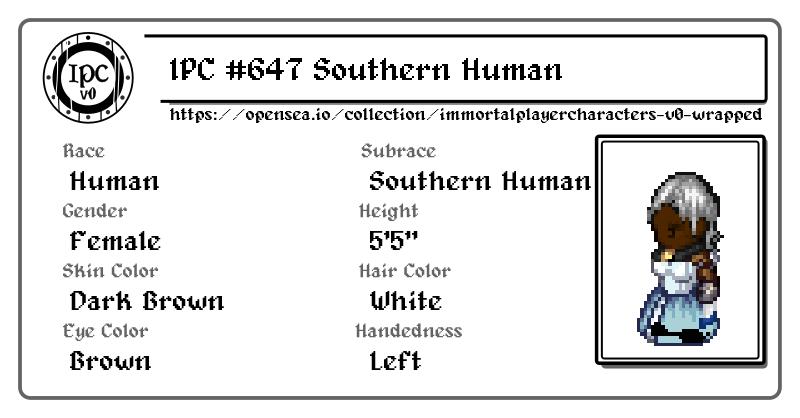 IPC v0
IPC #647 Southern Human
https://opensea.io/collection/immortalplayercharacters-v0-wrapped
Race Subrace
Human Southern Human
Gender Height
Female 5'5"
Skin Color Hair Color
Dark Brown White
Eye Color Handedness
Brown Left